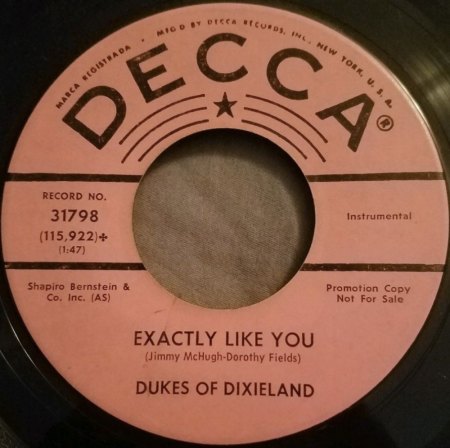 MARCA REGISTRADA • MF'G'D BY DECCA RECORDS, INC., NEW YORK, U.S.A.
DECCA®
RECORD NO.
31798
(115,922)✢
(1:47)
Instrumental
Shapiro Bernstein &
Co. Inc. (AS)
Promotion Copy
Not For Sale
EXACTLY LIKE YOU
(Jimmy McHugh-Dorothy Fields)
DUKES OF DIXIELAND